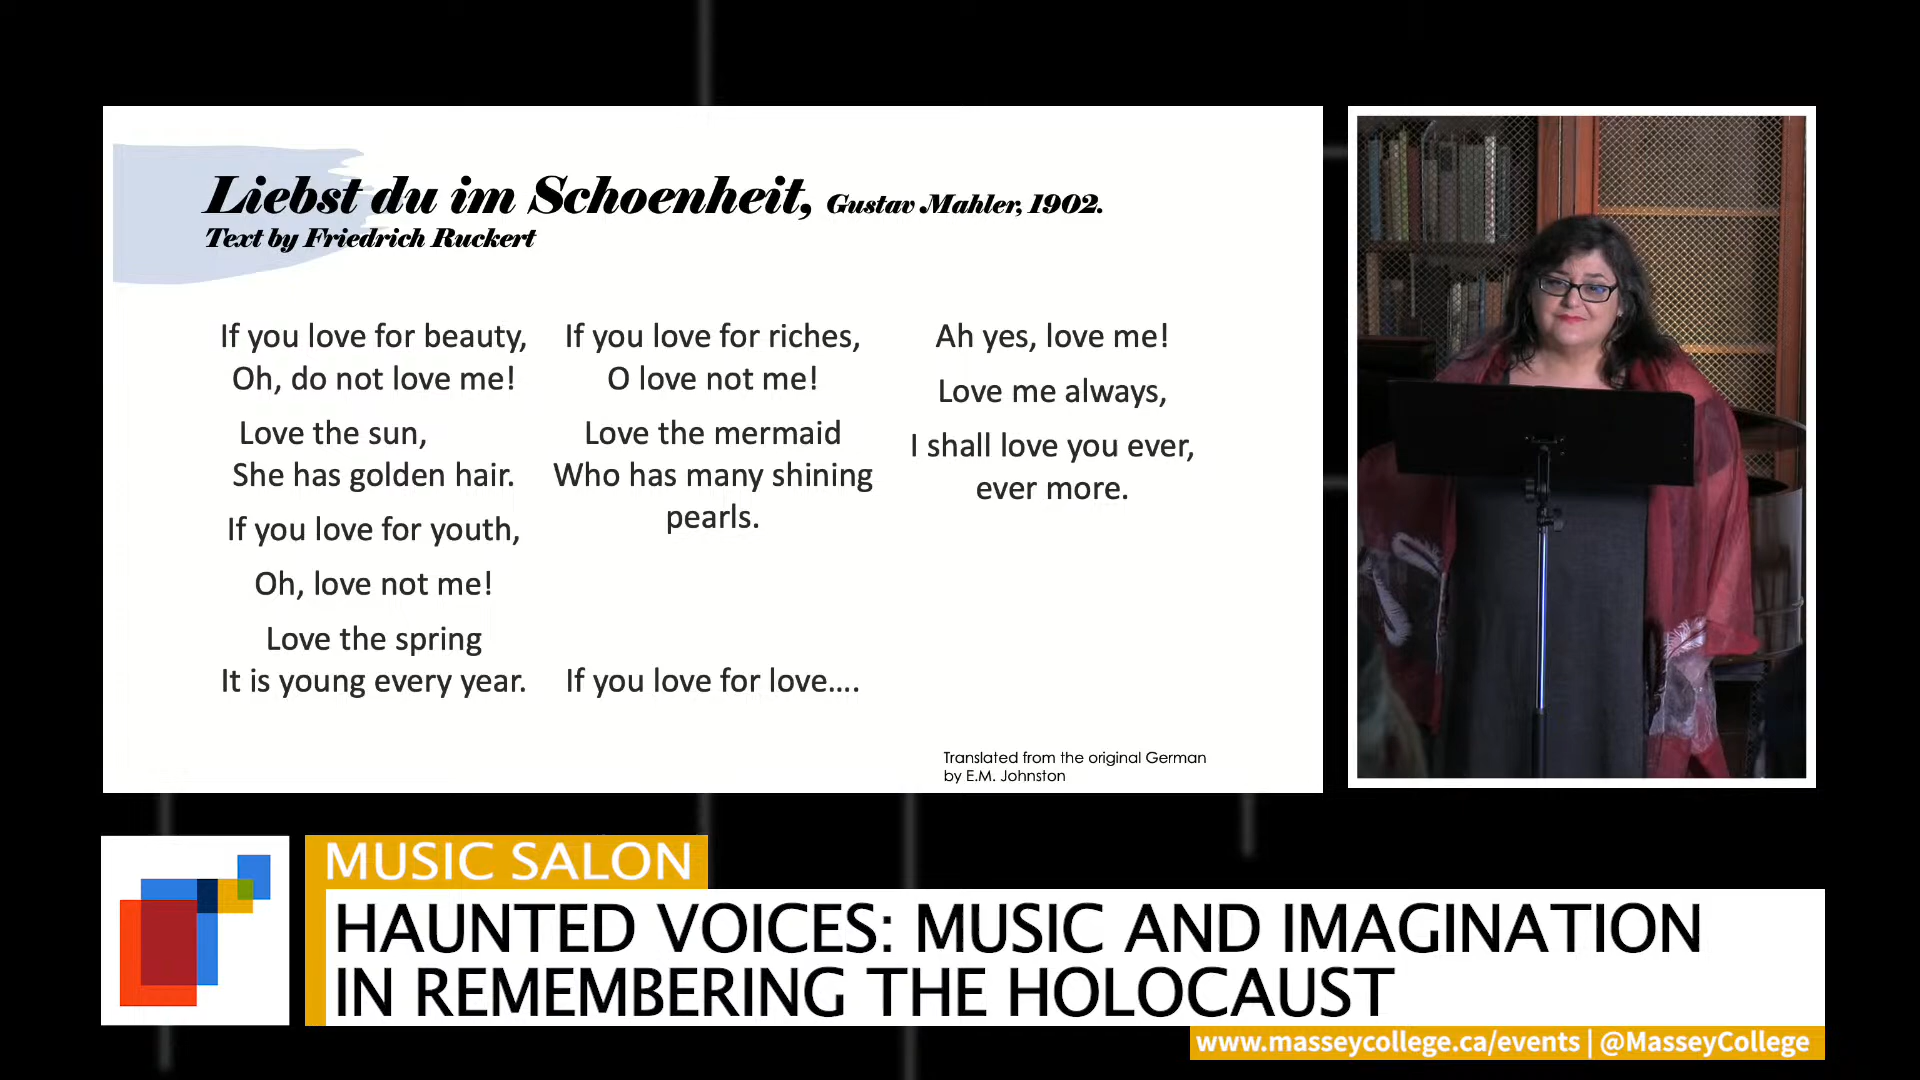 Liebst du im Schoenheit, Gustav Mahler, 1902.
Text by Friedrich Ruckert
If you love for beauty,
Oh, do not love me!
Love the sun,
She has golden hair.
If you love for youth,
Oh, love not me!
Love the spring
It is young every year.
If you love for riches,
O love not me!
Love the mermaid
Who has many shining
pearls.
If you love for love....
Ah yes, love me!
Love me always,
I shall love you ever,
ever more.
Translated from the original German
by E.M. Johnston
MUSIC SALON
HAUNTED VOICES: MUSIC AND IMAGINATION
IN REMEMBERING THE HOLOCAUST
www.masseycollege.ca/events | @MasseyCollege